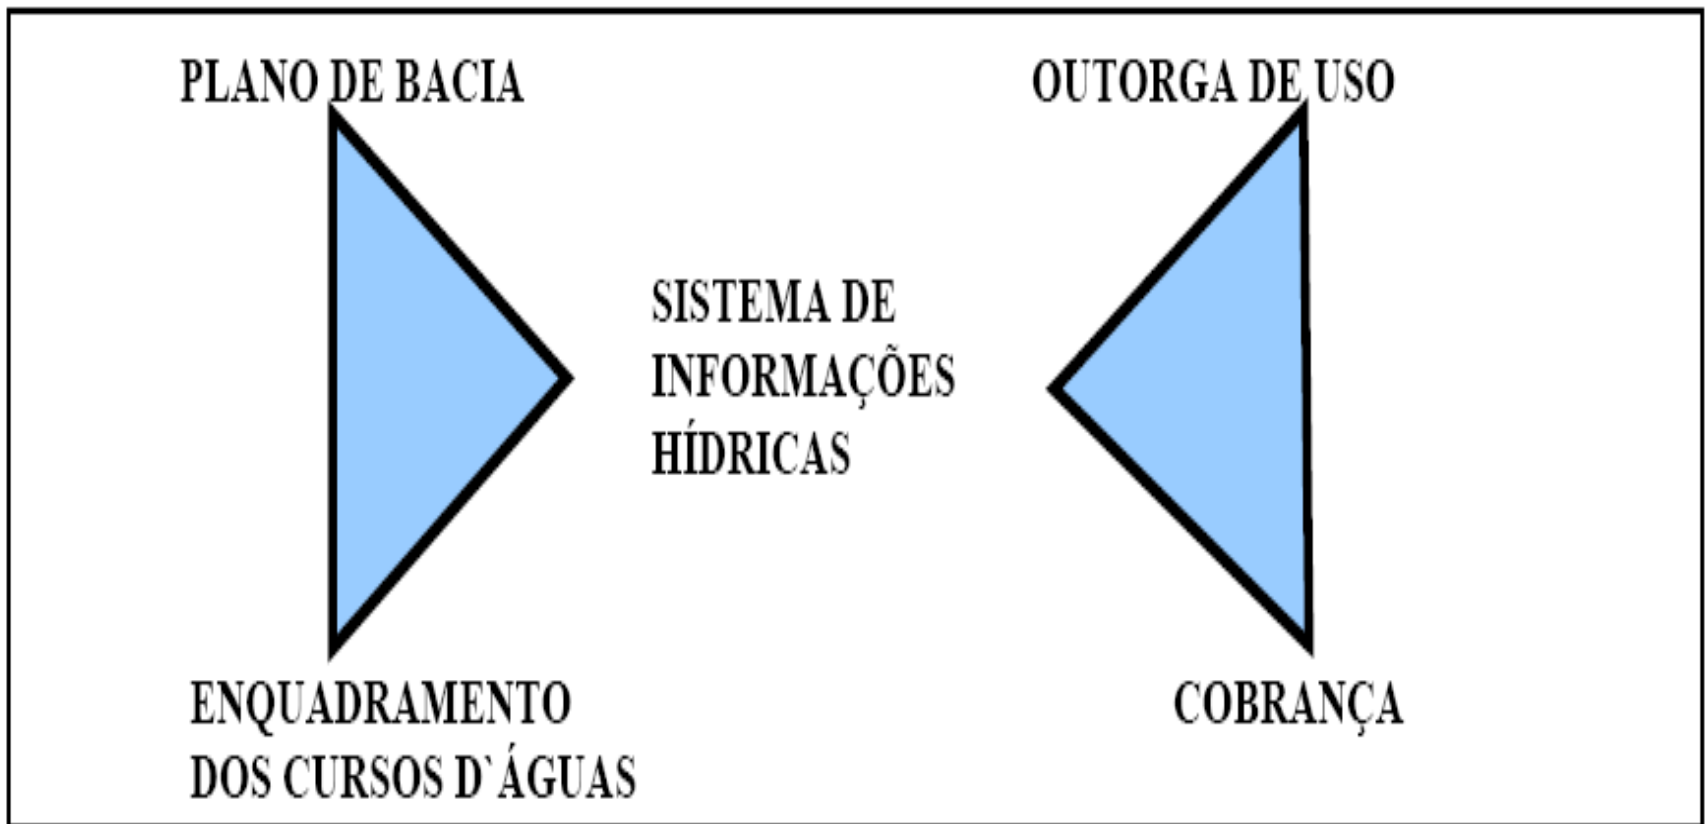 PLANO DE BACIA
OUTORGA DE USO
SISTEMA DE
INFORMAÇÕES
HÍDRICAS
ENQUADRAMENTO
DOS CURSOS D`ÁGUAS
COBRANÇA